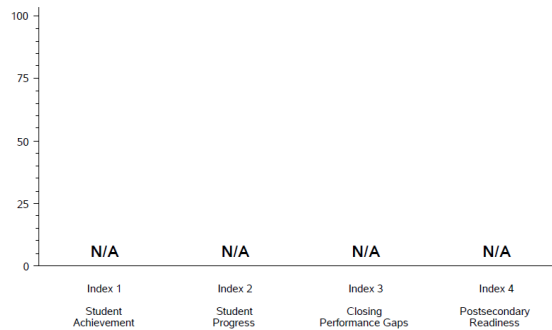 100
75
50
25
0
N/A N/A N/A N/A
Index 1 Index 2 Index 3 Index 4
Student Student Closing Postsecondary
Achievement Progress Performance Gaps Readiness